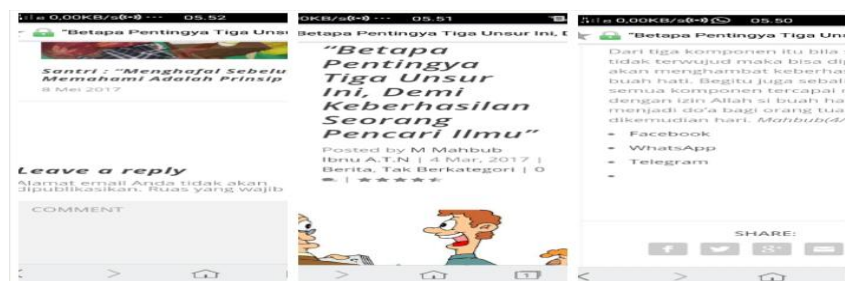 0,00KB/s
05.52
"Betapa Pentingya Tiga Unsu
Santri : "Menghafal Sebelu
Memahami Adalah Prinsip
8 Mei 2017
Leave a reply
Alamat email Anda tidak akan
dipublikasikan. Ruas yang wajib
COMMENT
0KB/s
05.51
Betapa Pentingya Tiga Unsur Ini, D
"Betapa
Pentingya
Tiga Unsur
Ini, Demi
Keberhasilan
Seorang
Pencari Ilmu"
Posted by M Mahbub
Ibnu A.T.N | 4 Mar, 2017 |
Berita, Tak Berkategori | 0
| ★★★★★
0,00KB/s
05.50
"Betapa Pentingya Tiga Uns
Dari tiga komponen itu bila
tidak terwujud maka bisa dip
akan menghambat keberhas
buah hati. Begitu juga sebal
semua komponen tercapai
dengan izin Allah si buah ha
menjadi do'a bagi orang tua
dikemudian hari. Mahbub(4/
• Facebook
• WhatsApp
• Telegram
•
SHARE: